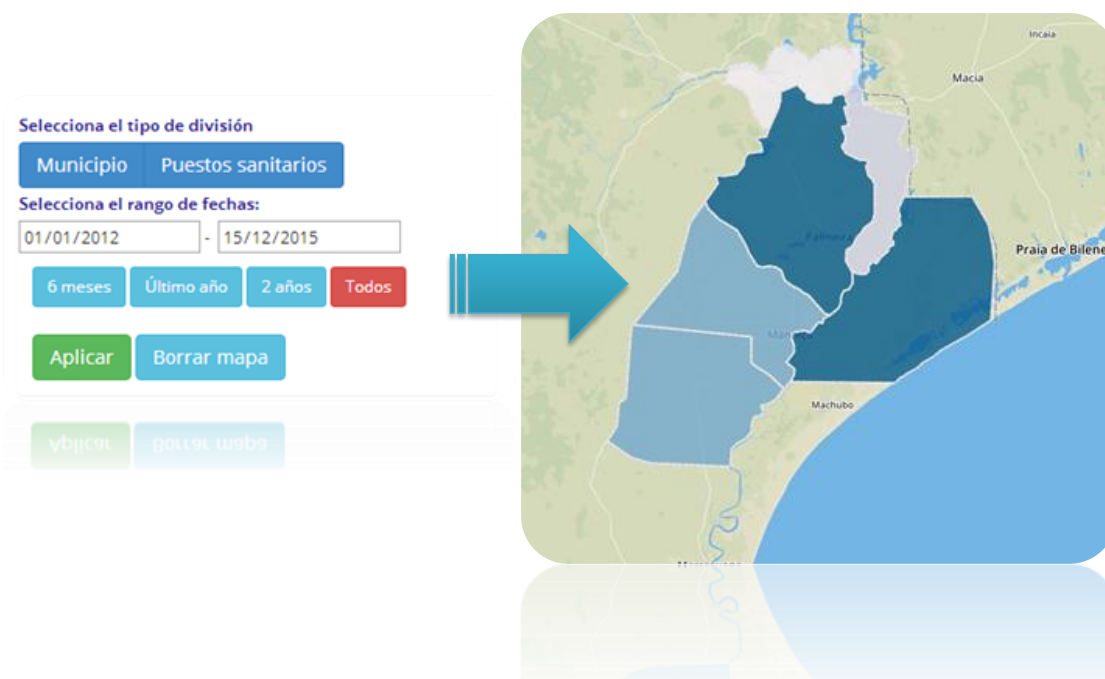 Selecciona el tipo de división
Municipio Puestos sanitarios
Selecciona el rango de fechas:
01/01/2012 - 15/12/2015
6 meses Último año 2 años Todos
Aplicar Borrar mapa
Incaia
Macia
Palmeira
Praia de Bilene
Manhiça
Machubo